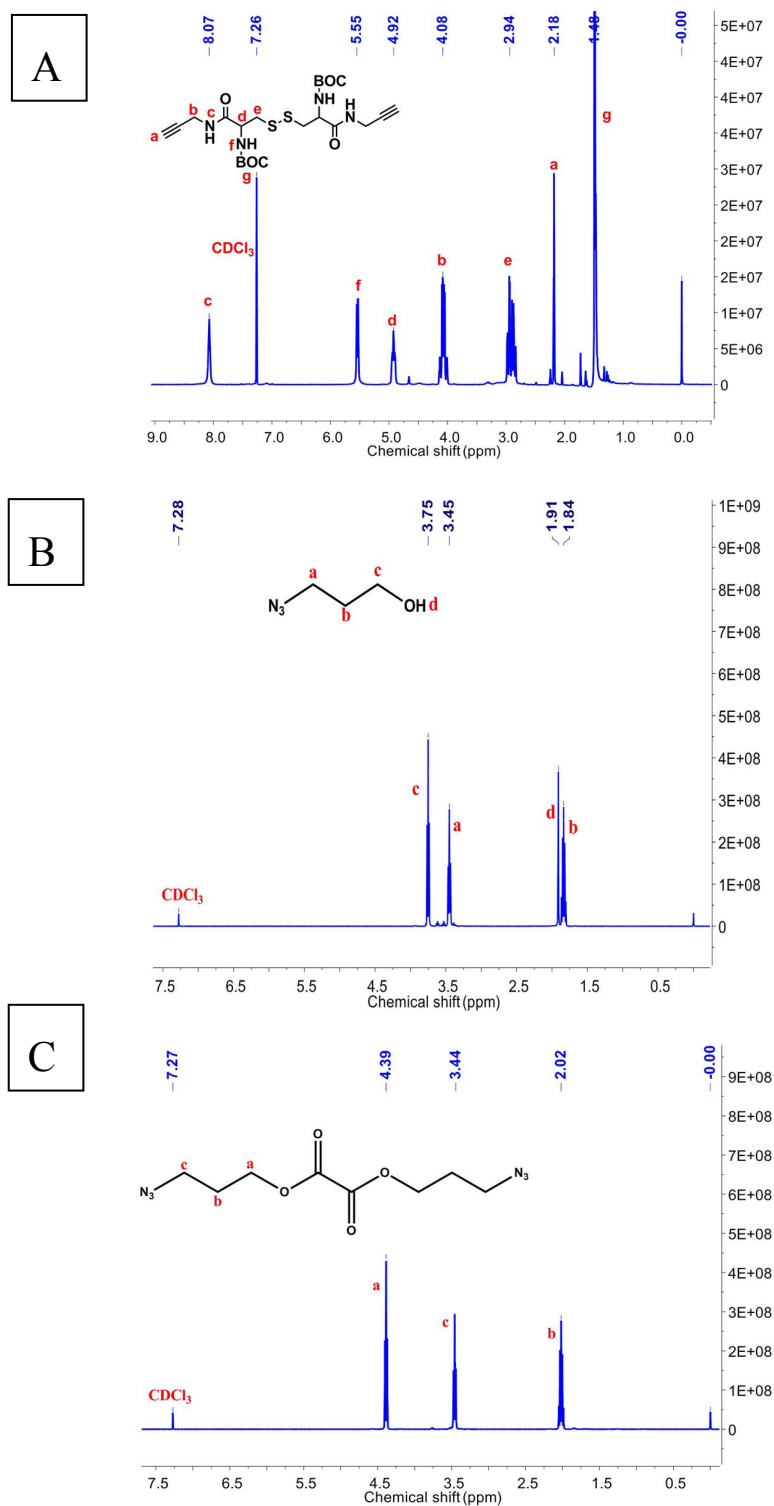 A
8.07 7.26 5.55 4.92 4.08 2.94 2.18 1.48 -0.00
BOC
NH
O
b c d e
a
N
H
S-S
H
N
O
f NH
BOC
g
CDCl3
c f d b e a g
5E+07
4E+07
4E+07
3E+07
3E+07
2E+07
2E+07
1E+07
1E+07
5E+06
0
9.0 8.0 7.0 6.0 5.0 4.0 3.0 2.0 1.0 0.0
Chemical shift (ppm)
B
7.28 3.75 3.45 1.91 1.84
a c
N3 b OH d
CDCl3
c a d b
1E+09
9E+08
8E+08
7E+08
6E+08
5E+08
4E+08
3E+08
2E+08
1E+08
0
7.5 6.5 5.5 4.5 3.5 2.5 1.5 0.5
Chemical shift (ppm)
C
7.27 4.39 3.44 2.02 -0.00
O
c a O N3
N3 b O
O
CDCl3
a c b
9E+08
8E+08
7E+08
6E+08
5E+08
4E+08
3E+08
2E+08
1E+08
0
7.5 6.5 5.5 4.5 3.5 2.5 1.5 0.5
Chemical shift (ppm)